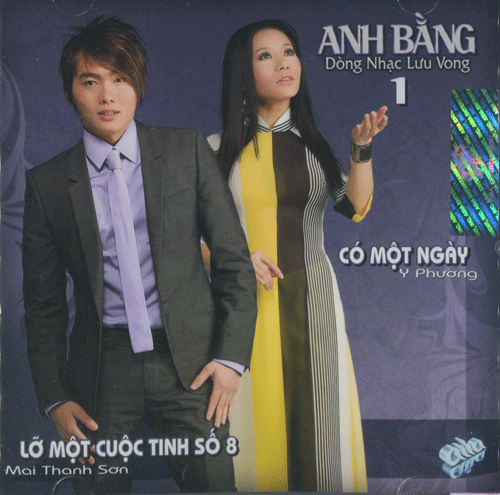 ANH BẰNG
Dòng Nhạc Lưu Vong
1
CÓ MỘT NGÀY
Y Phương
LỠ MỘT CUỘC TINH SỐ 8
Mai Thanh Sơn